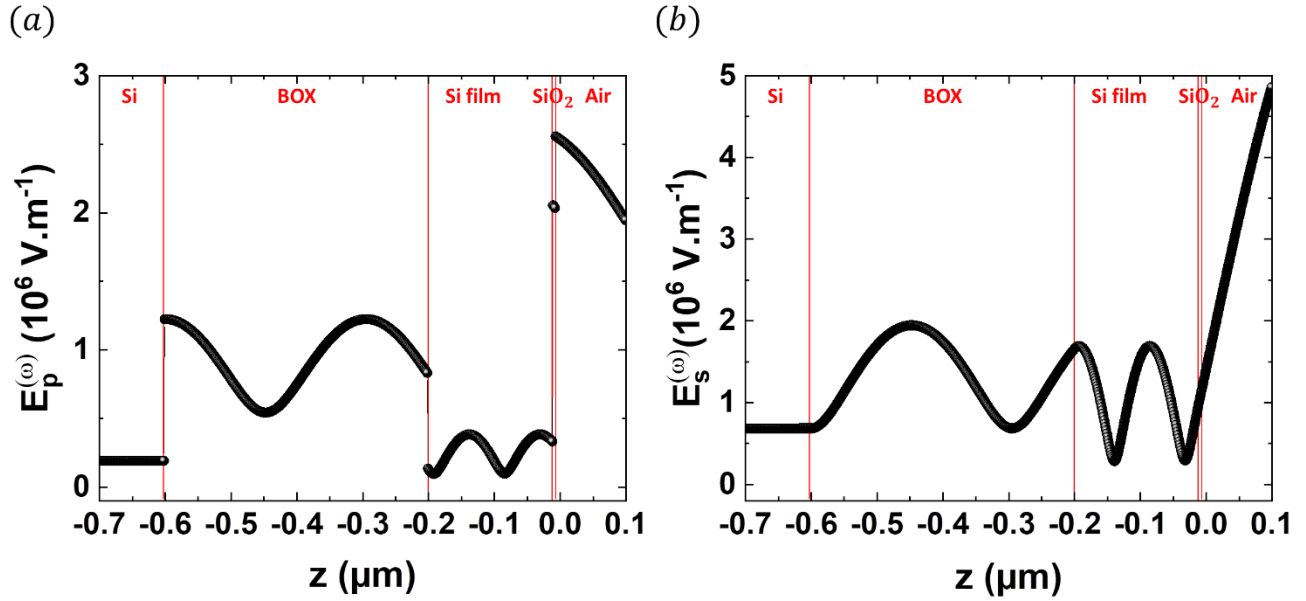 (a)
3
2
1
0
E_p^(ω) (10^6 V.m^-1)
Si BOX Si film SiO₂ Air
-0.7 -0.6 -0.5 -0.4 -0.3 -0.2 -0.1 0.0 0.1
z (µm)
(b)
5
4
3
2
1
0
E_s^(ω)(10^6 V.m^-1)
Si BOX Si film SiO₂ Air
-0.7 -0.6 -0.5 -0.4 -0.3 -0.2 -0.1 0.0 0.1
z (µm)